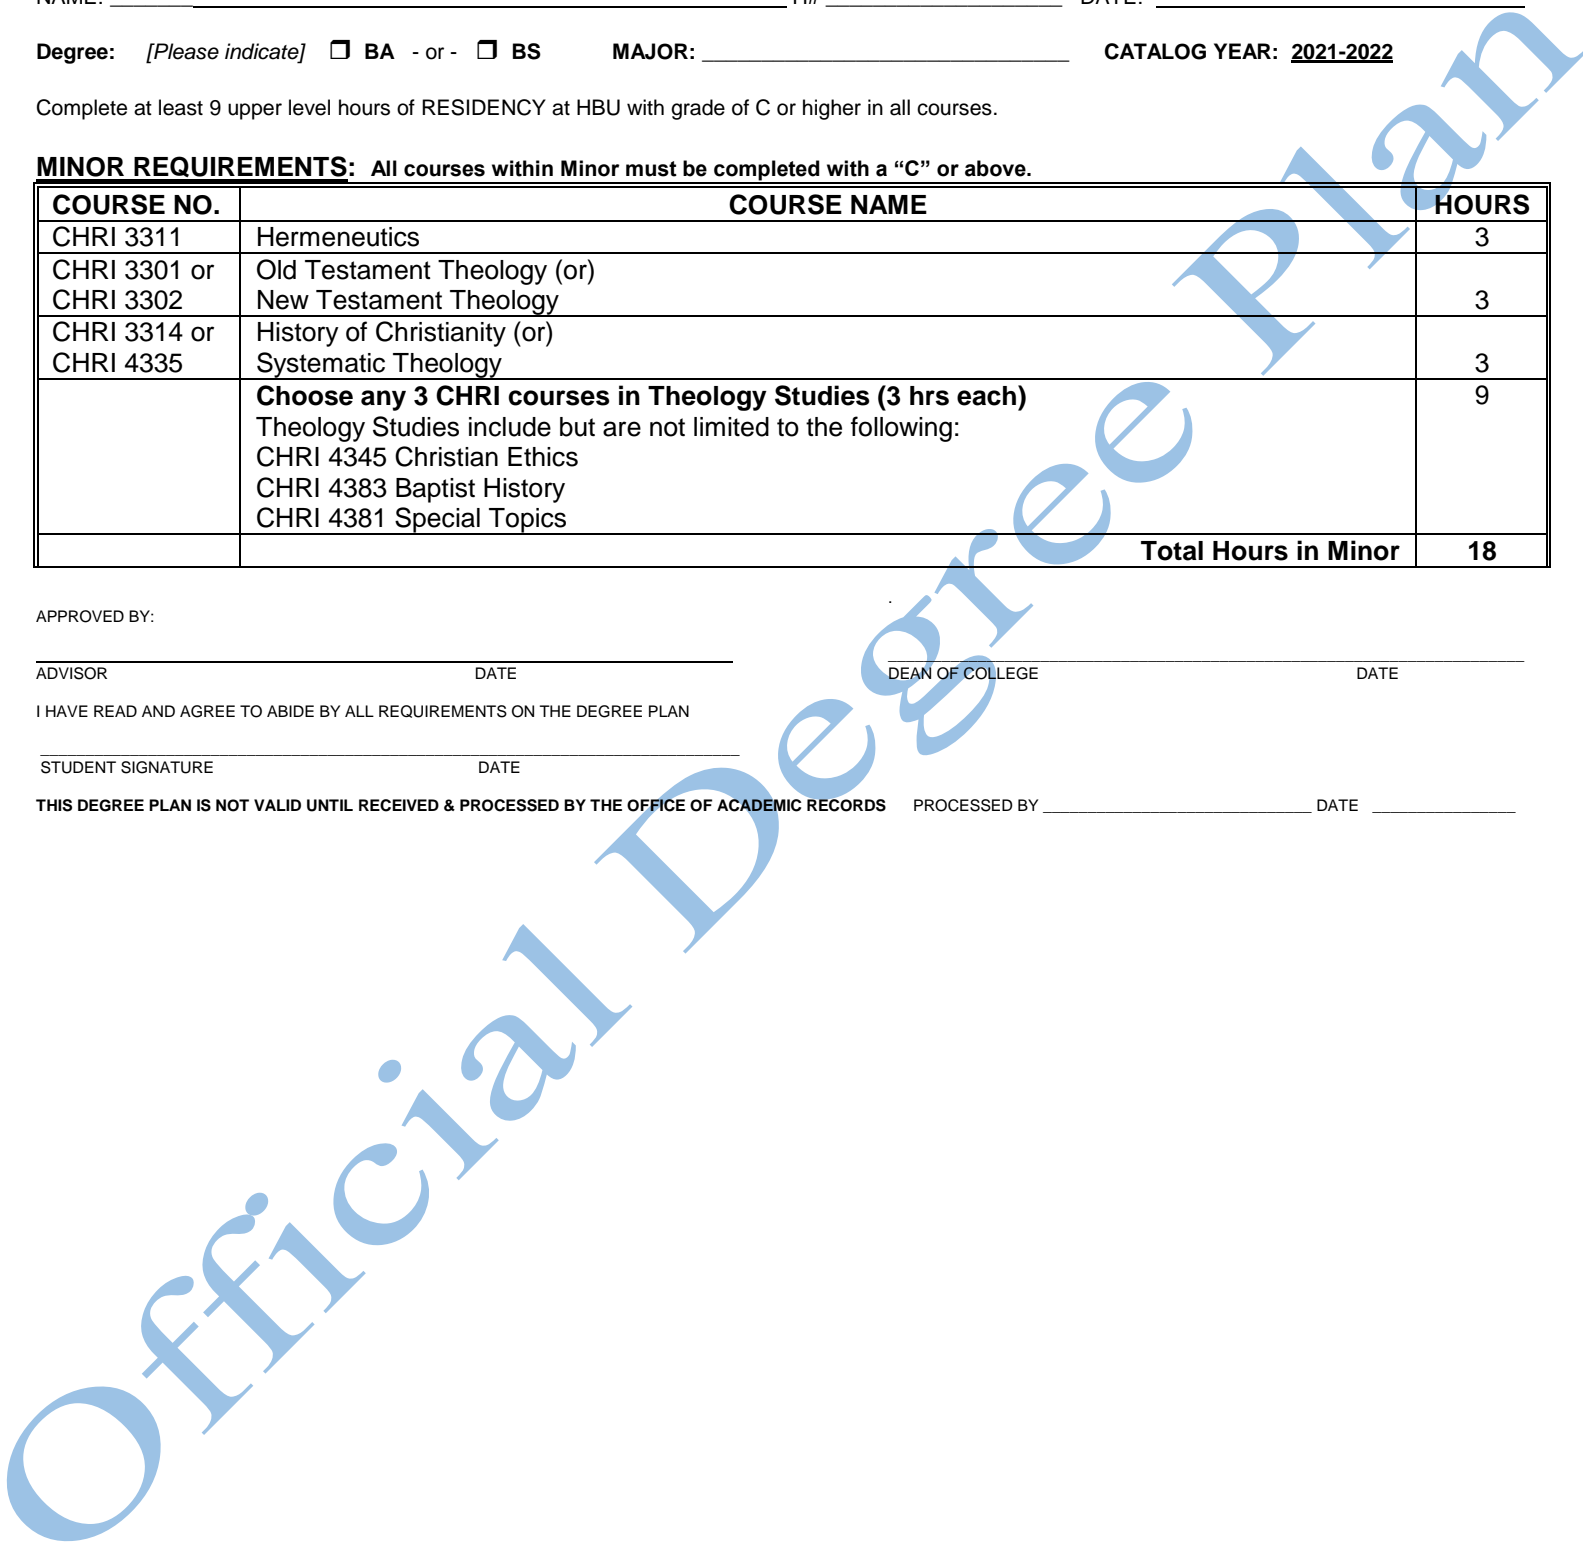 NAME: H# DATE:
Degree: [Please indicate] ❒ BA - or - ❒ BS MAJOR: CATALOG YEAR: 2021-2022
Complete at least 9 upper level hours of RESIDENCY at HBU with grade of C or higher in all courses.
MINOR REQUIREMENTS: All courses within Minor must be completed with a “C” or above.
COURSE NO. COURSE NAME HOURS
CHRI 3311 Hermeneutics 3
CHRI 3301 or Old Testament Theology (or)
CHRI 3302 New Testament Theology 3
CHRI 3314 or History of Christianity (or)
CHRI 4335 Systematic Theology 3
Choose any 3 CHRI courses in Theology Studies (3 hrs each) 9
Theology Studies include but are not limited to the following:
CHRI 4345 Christian Ethics
CHRI 4383 Baptist History
CHRI 4381 Special Topics
Total Hours in Minor 18
.
APPROVED BY:
ADVISOR DATE DEAN OF COLLEGE DATE
I HAVE READ AND AGREE TO ABIDE BY ALL REQUIREMENTS ON THE DEGREE PLAN
STUDENT SIGNATURE DATE
THIS DEGREE PLAN IS NOT VALID UNTIL RECEIVED & PROCESSED BY THE OFFICE OF ACADEMIC RECORDS PROCESSED BY DATE
Official Degree Plan